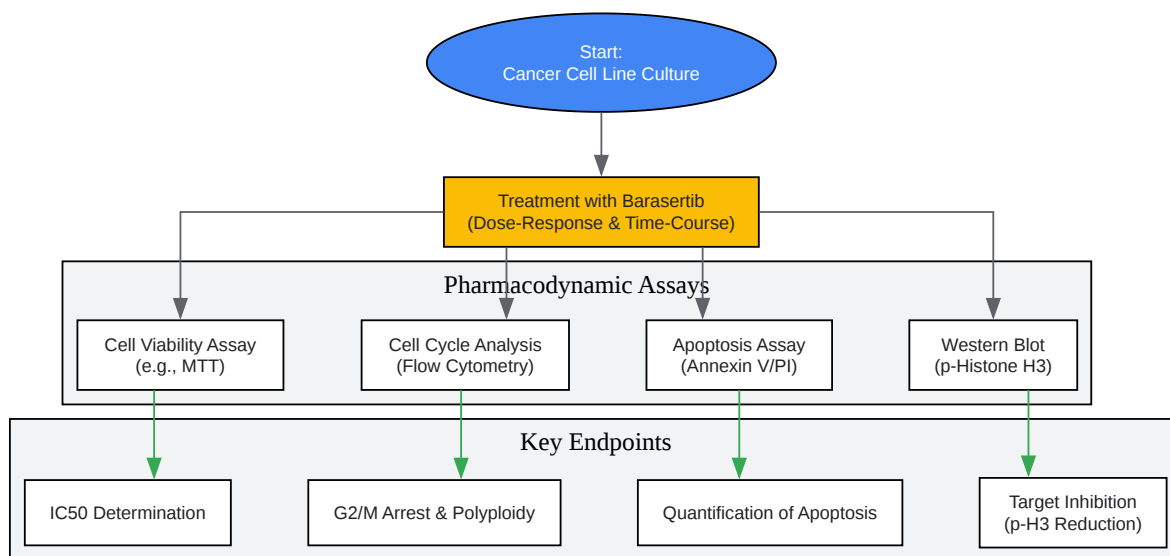 Start:
Cancer Cell Line Culture
Treatment with Barasertib
(Dose-Response & Time-Course)
Pharmacodynamic Assays
Cell Viability Assay
(e.g., MTT)
Cell Cycle Analysis
(Flow Cytometry)
Apoptosis Assay
(Annexin V/PI)
Western Blot
(p-Histone H3)
Key Endpoints
IC50 Determination
G2/M Arrest & Polyploidy
Quantification of Apoptosis
Target Inhibition
(p-H3 Reduction)